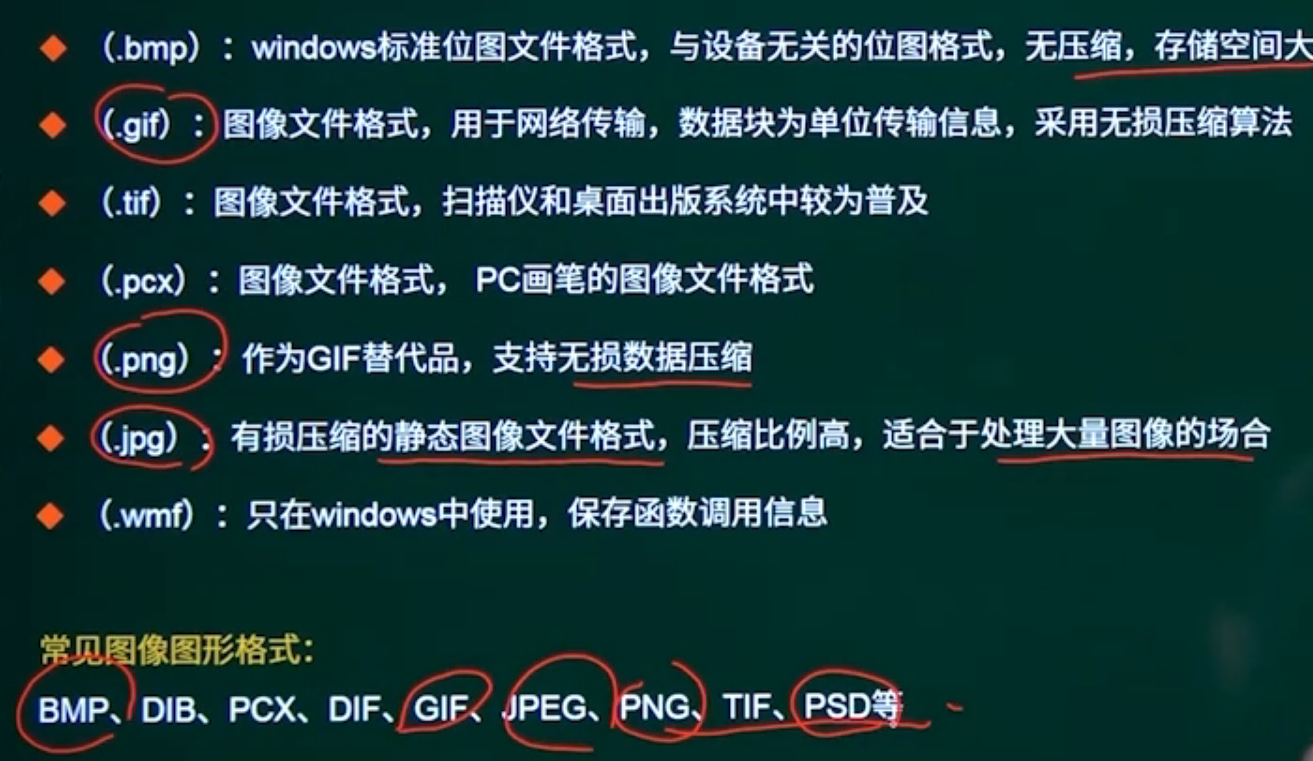 （.bmp）：windows标准位图文件格式，与设备无关的位图格式，无压缩，存储空间大
（.gif）：图像文件格式，用于网络传输，数据块为单位传输信息，采用无损压缩算法
（.tif）：图像文件格式，扫描仪和桌面出版系统中较为普及
（.pcx）：图像文件格式， PC画笔的图像文件格式
（.png）：作为GIF替代品，支持无损数据压缩
（.jpg）：有损压缩的静态图像文件格式，压缩比例高，适合于处理大量图像的场合
（.wmf）：只在windows中使用，保存函数调用信息
常见图像图形格式：
BMP、DIB、PCX、DIF、GIF、JPEG、PNG、TIF、PSD等